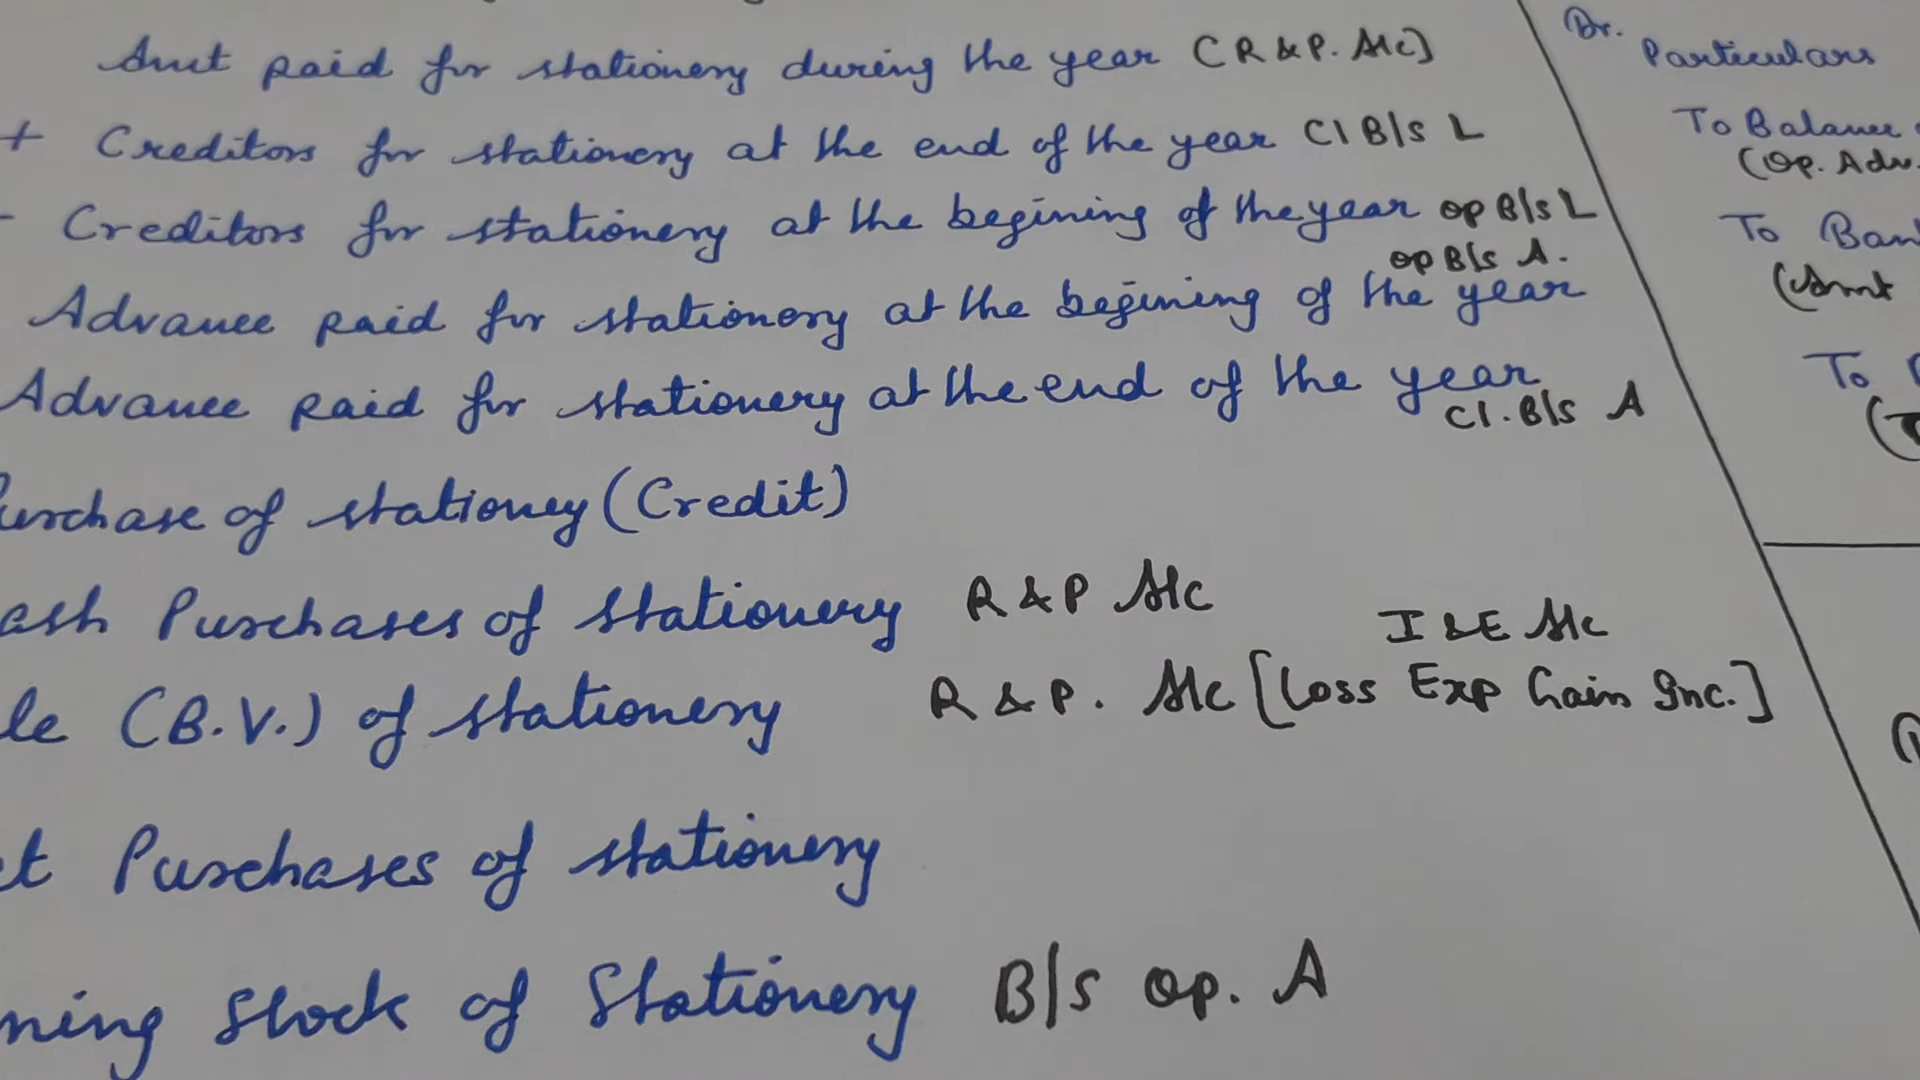 Amt paid for stationery during the year (R & P. A/c)
+ Creditors for stationery at the end of the year Cl B/s L
- Creditors for stationery at the begining of the year op B/s L
op B/s A.
Advance paid for stationery at the begining of the year
Advance paid for stationery at the end of the year
Cl. B/s A
urchase of stationey (Credit)
ash Purchases of Stationery R & P A/c
I & E A/c
le (B.V.) of stationery R & P. A/c [Loss Exp Gain Inc.]
et Purchases of stationery
ning Stock of Stationery B/s op. A
Dr.
Particulars
To Balance
(Op. Adv.
To Ban
(Amt
To